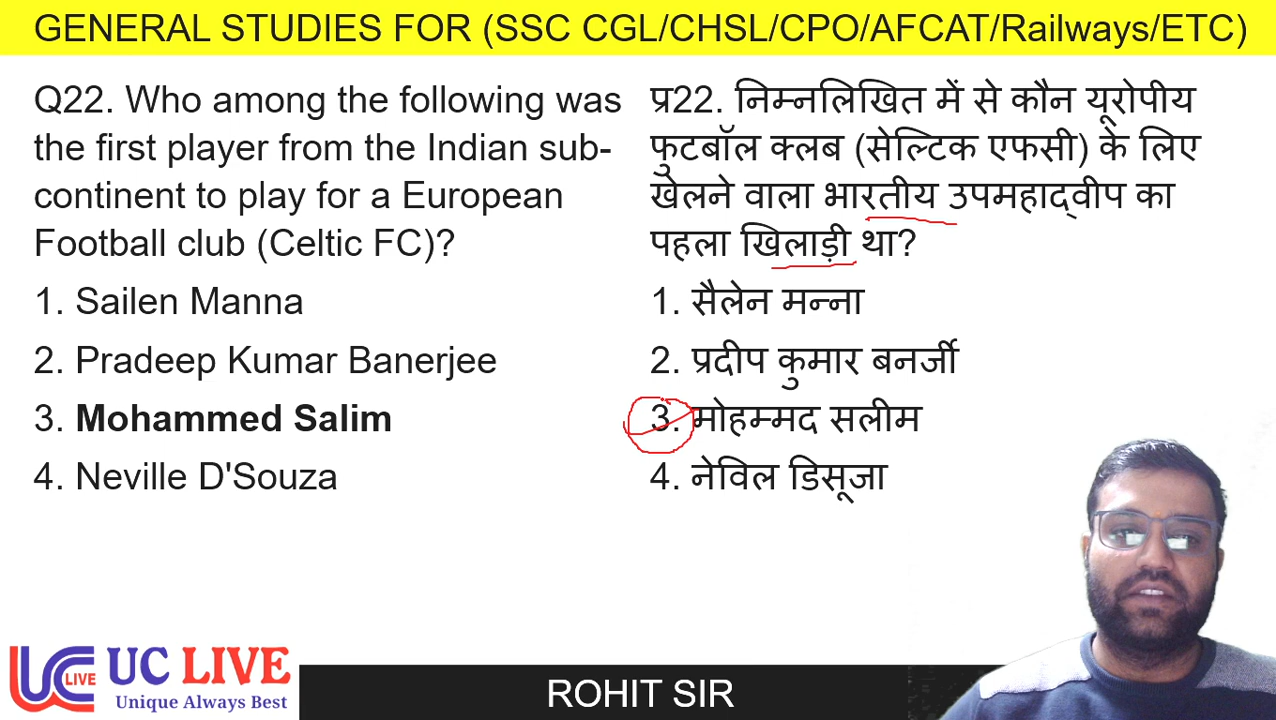 GENERAL STUDIES FOR (SSC CGL/CHSL/CPO/AFCAT/Railways/ETC)
Q22. Who among the following was
the first player from the Indian sub-
continent to play for a European
Football club (Celtic FC)?
1. Sailen Manna
2. Pradeep Kumar Banerjee
3. Mohammed Salim
4. Neville D'Souza
प्र22. निम्नलिखित में से कौन यूरोपीय
फुटबॉल क्लब (सेल्टिक एफसी) के लिए
खेलने वाला भारतीय उपमहाद्वीप का
पहला खिलाड़ी था?
1. सैलेन मन्ना
2. प्रदीप कुमार बनर्जी
3. मोहम्मद सलीम
4. नेविल डिसूजा
UC LIVE UC LIVE
Unique Always Best
ROHIT SIR